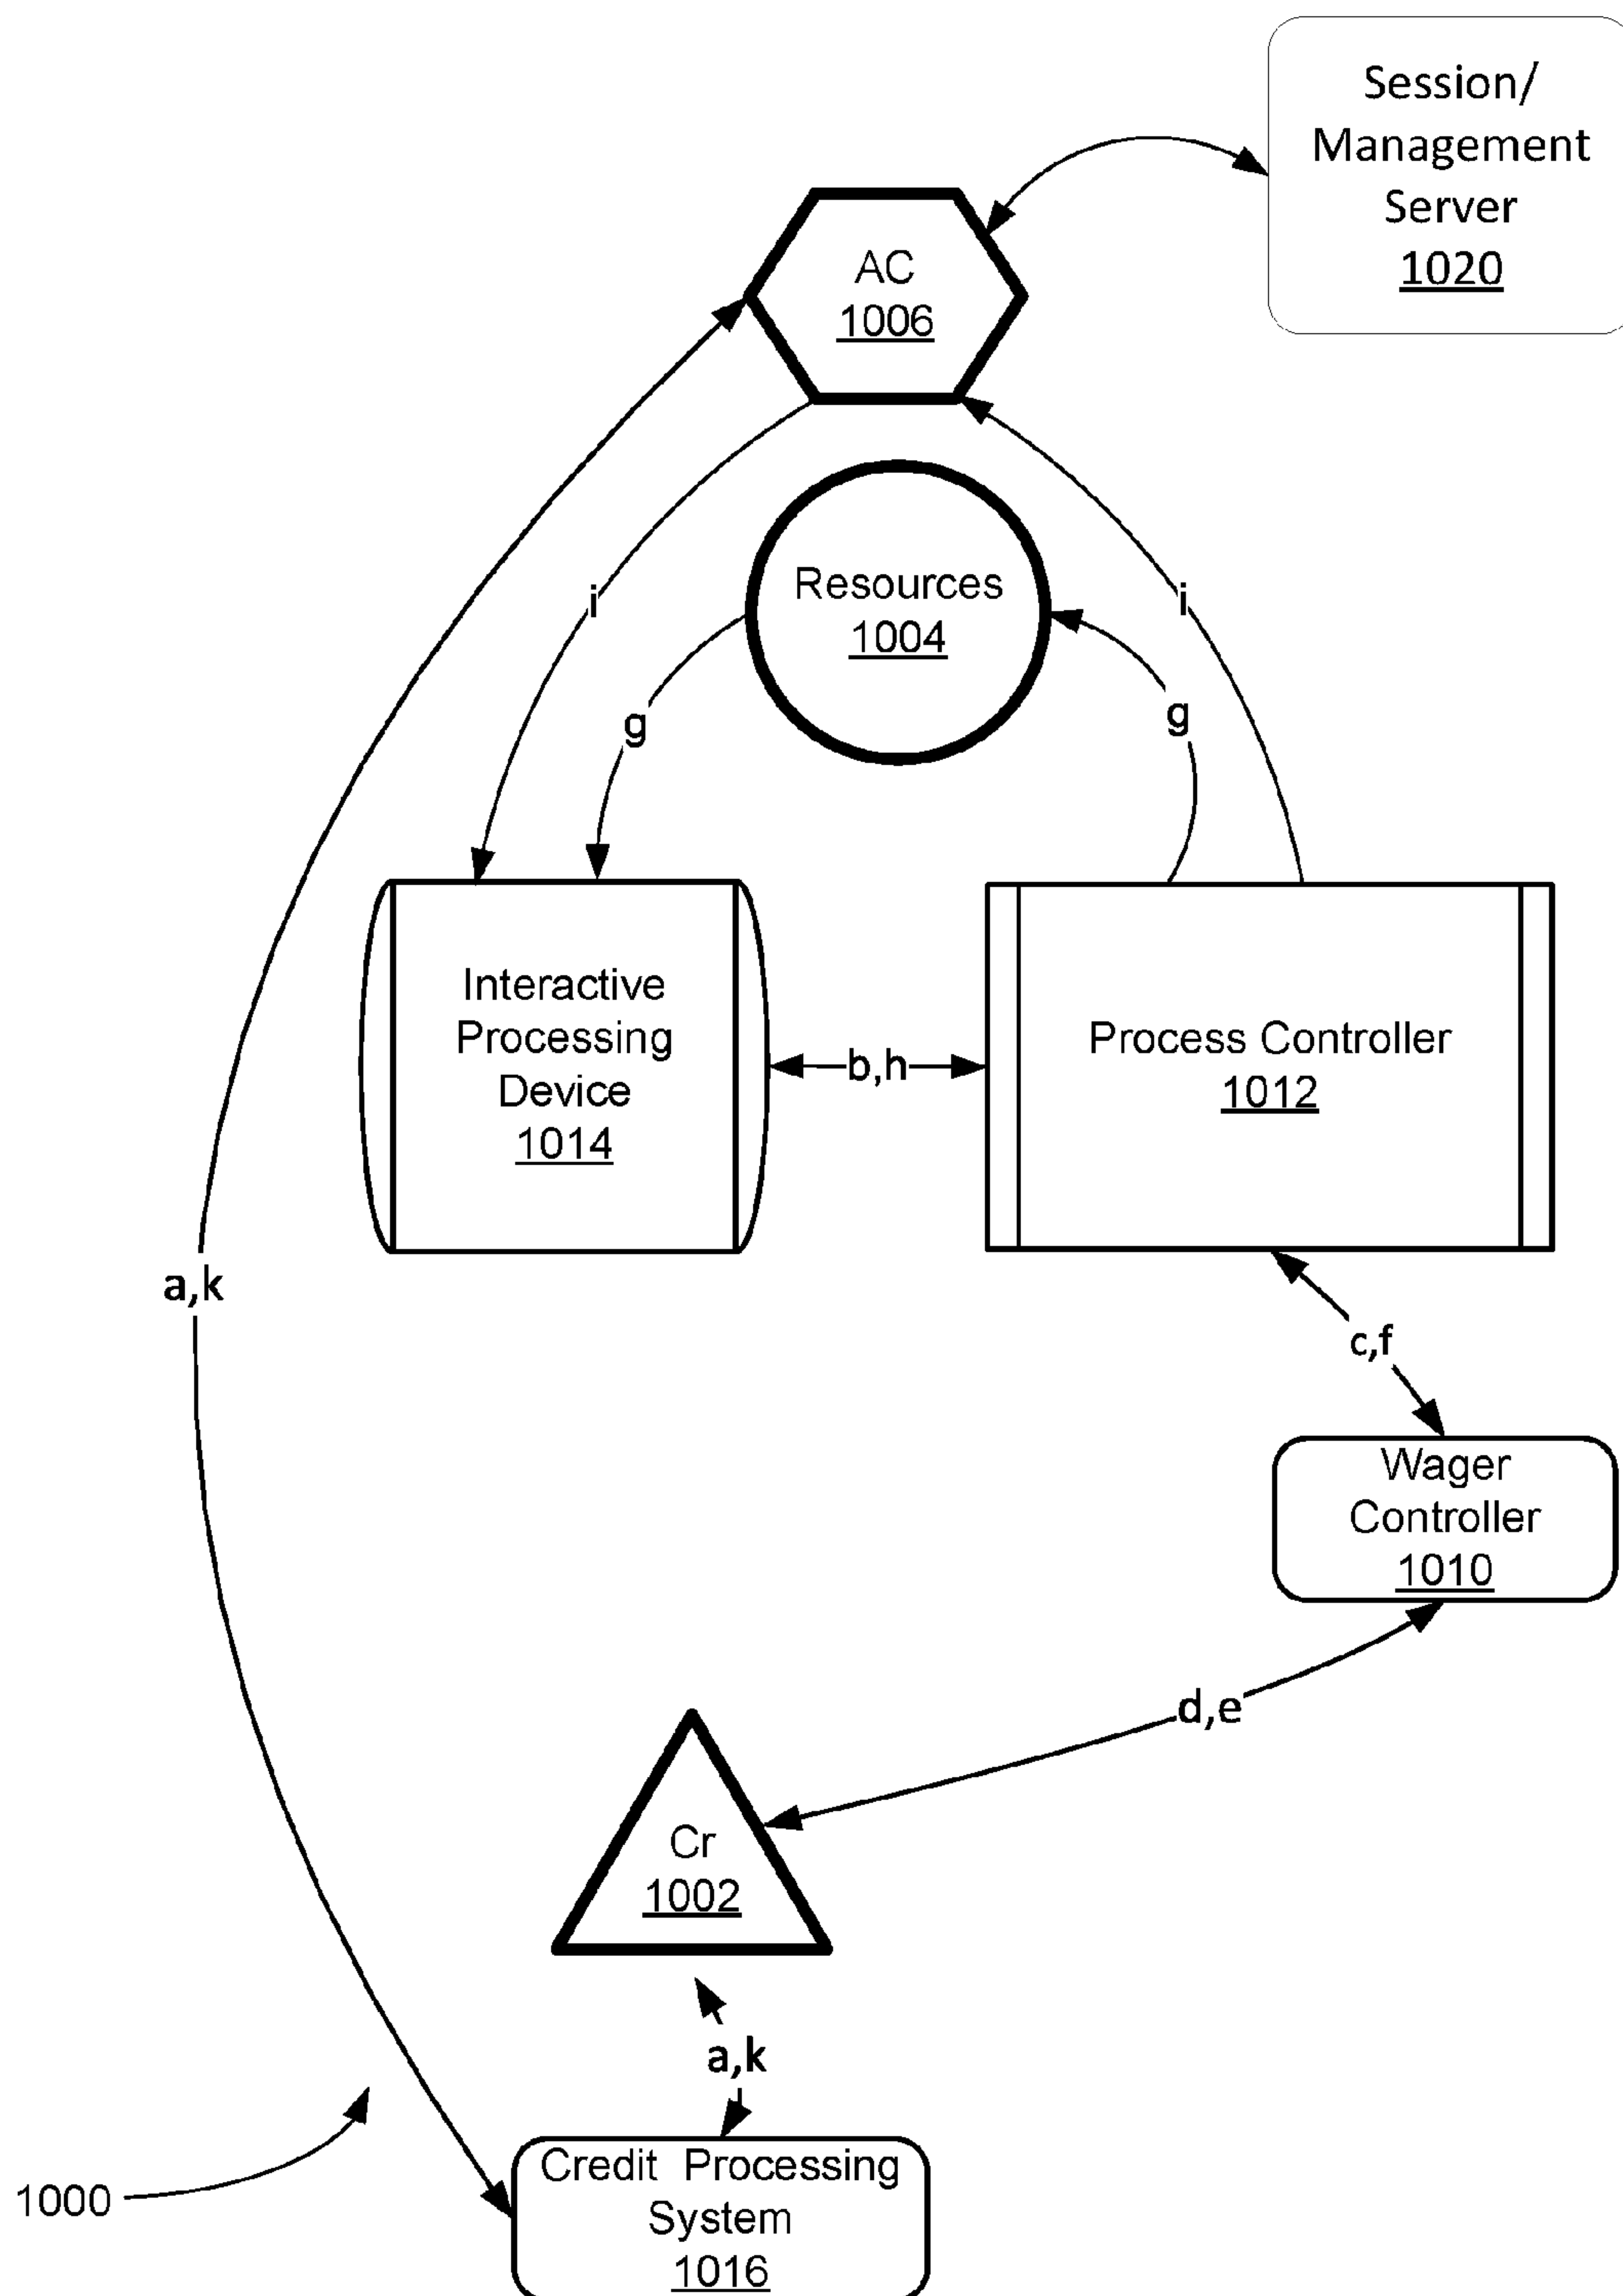 Session/
Management
Server
1020
AC
1006
Resources
1004
i
i
g
g
Interactive
Processing
Device
1014
b,h
Process Controller
1012
a,k
c,f
Wager
Controller
1010
d,e
Cr
1002
a,k
1000
Credit Processing
System
1016